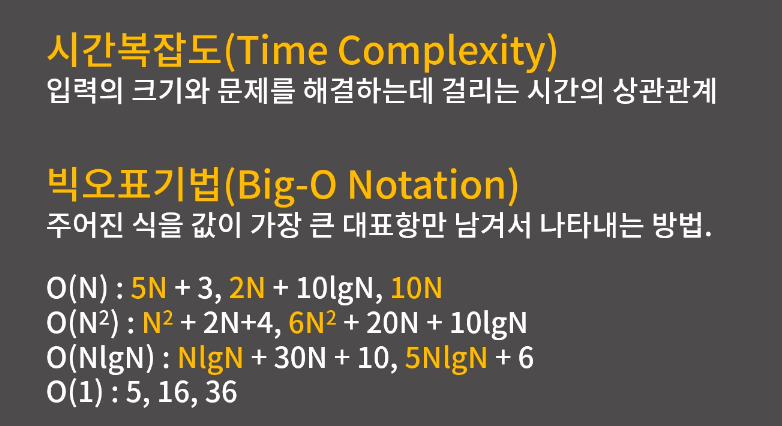 시간복잡도(Time Complexity)
입력의 크기와 문제를 해결하는데 걸리는 시간의 상관관계
빅오표기법(Big-O Notation)
주어진 식을 값이 가장 큰 대표항만 남겨서 나타내는 방법.
O(N) : 5N + 3, 2N + 10lgN, 10N
O(N²) : N² + 2N+4, 6N² + 20N + 10lgN
O(NlgN) : NlgN + 30N + 10, 5NlgN + 6
O(1) : 5, 16, 36